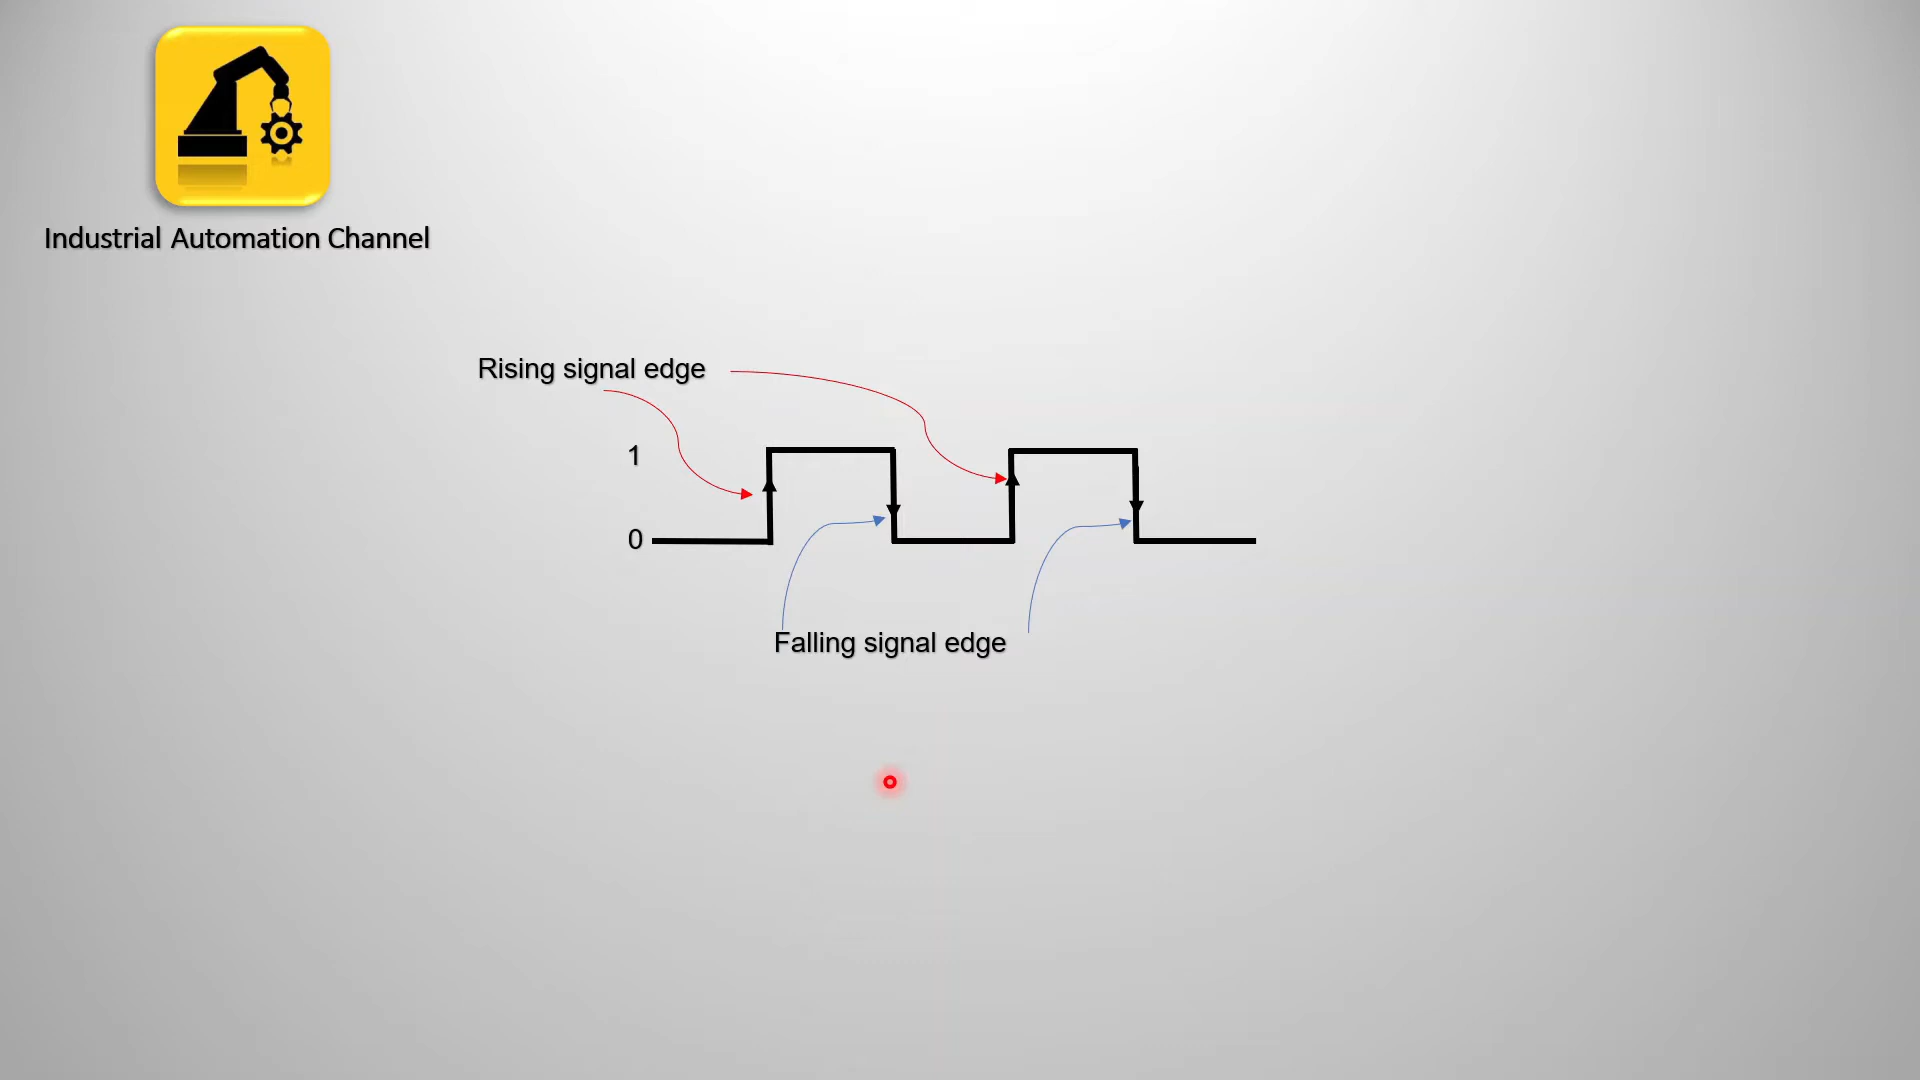 Industrial Automation Channel
Rising signal edge
1
0
Falling signal edge